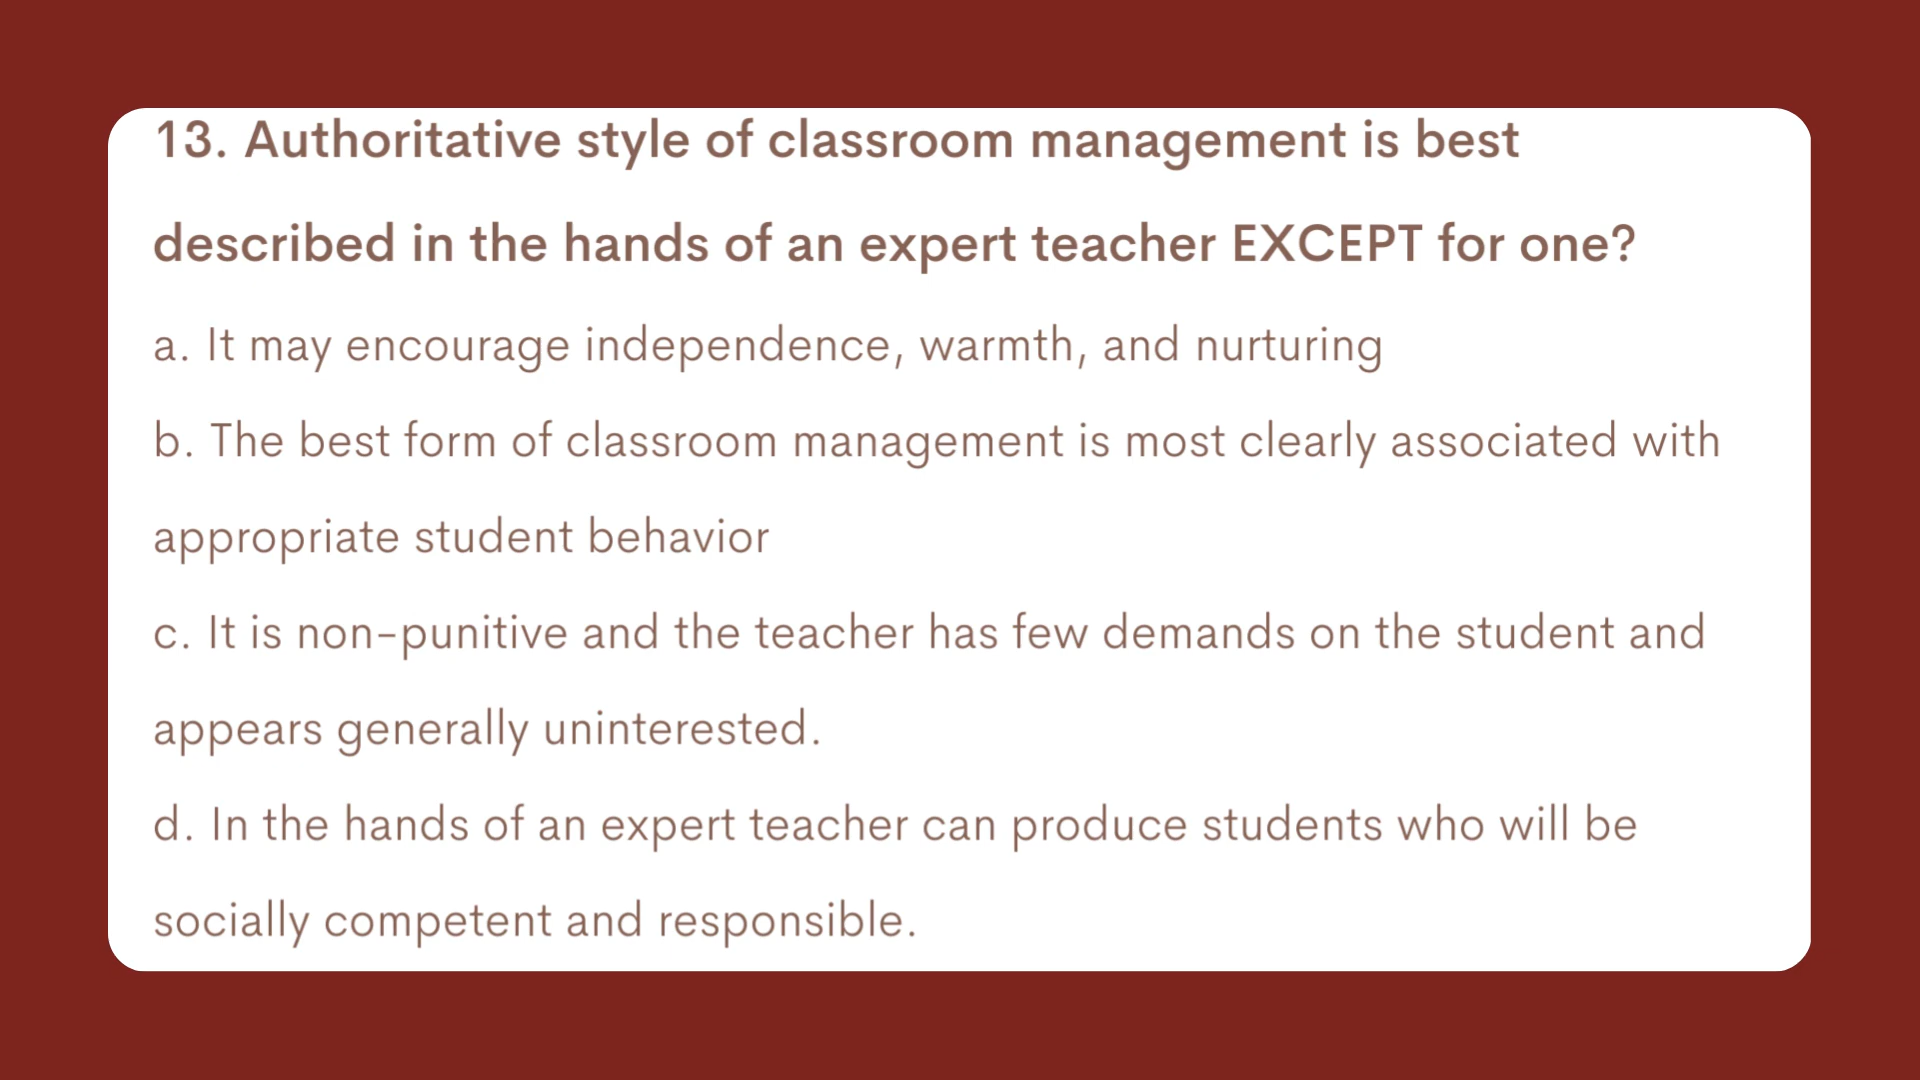 13. Authoritative style of classroom management is best
described in the hands of an expert teacher EXCEPT for one?
a. It may encourage independence, warmth, and nurturing
b. The best form of classroom management is most clearly associated with
appropriate student behavior
c. It is non-punitive and the teacher has few demands on the student and
appears generally uninterested.
d. In the hands of an expert teacher can produce students who will be
socially competent and responsible.